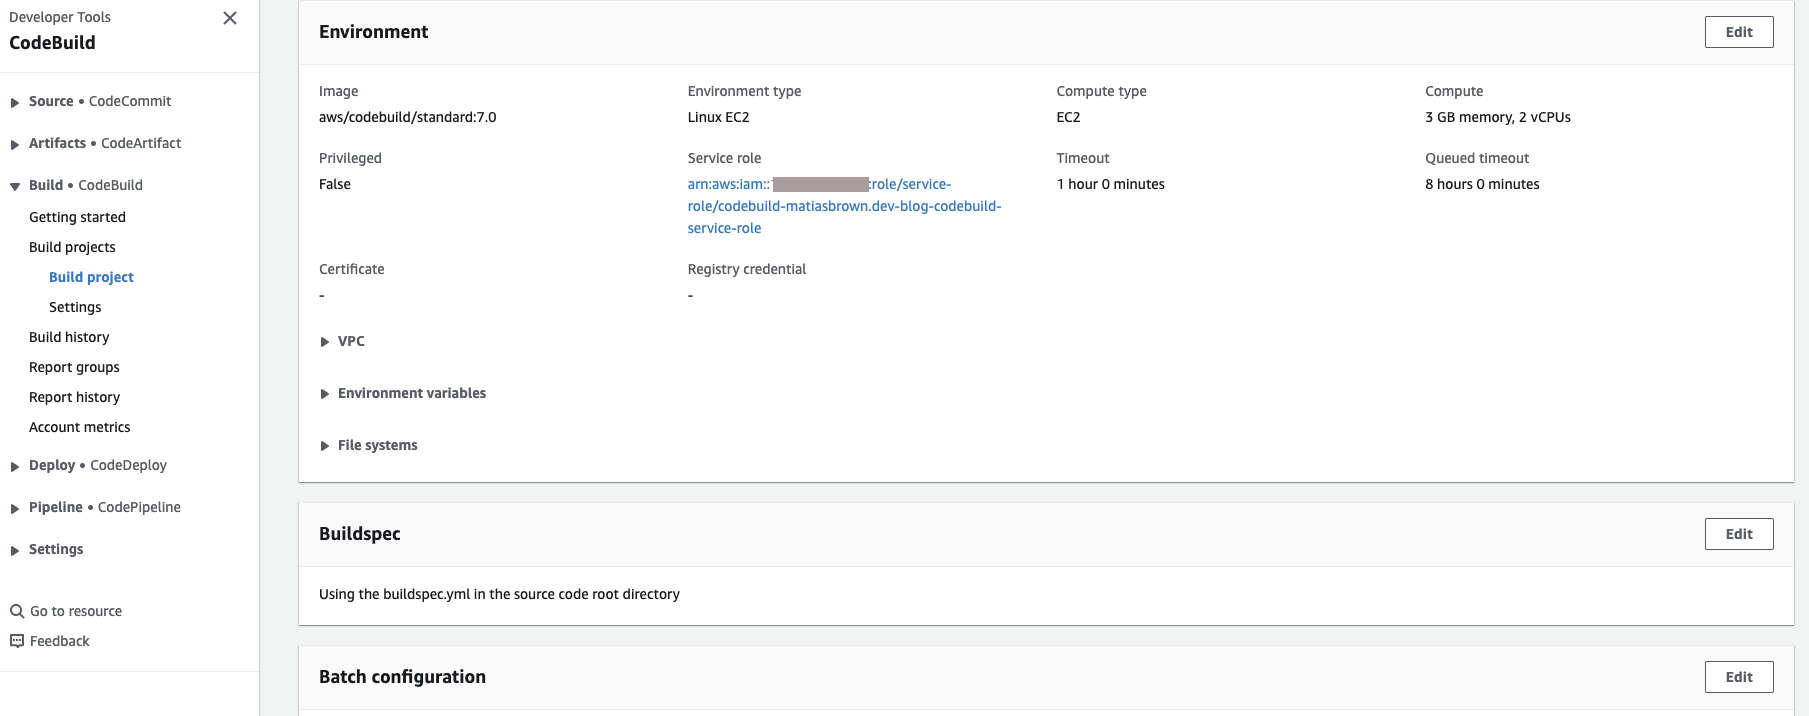 Developer Tools
CodeBuild
Source • CodeCommit
Artifacts • CodeArtifact
Build • CodeBuild
Getting started
Build projects
Build project
Settings
Build history
Report groups
Report history
Account metrics
Deploy • CodeDeploy
Pipeline • CodePipeline
Settings
Go to resource
Feedback
Environment
Edit
Image
aws/codebuild/standard:7.0
Environment type
Linux EC2
Compute type
EC2
Compute
3 GB memory, 2 vCPUs
Privileged
False
Service role
arn:aws:iam:: :role/service-
role/codebuild-matiasbrown.dev-blog-codebuild-
service-role
Timeout
1 hour 0 minutes
Queued timeout
8 hours 0 minutes
Certificate
-
Registry credential
-
VPC
Environment variables
File systems
Buildspec
Edit
Using the buildspec.yml in the source code root directory
Batch configuration
Edit